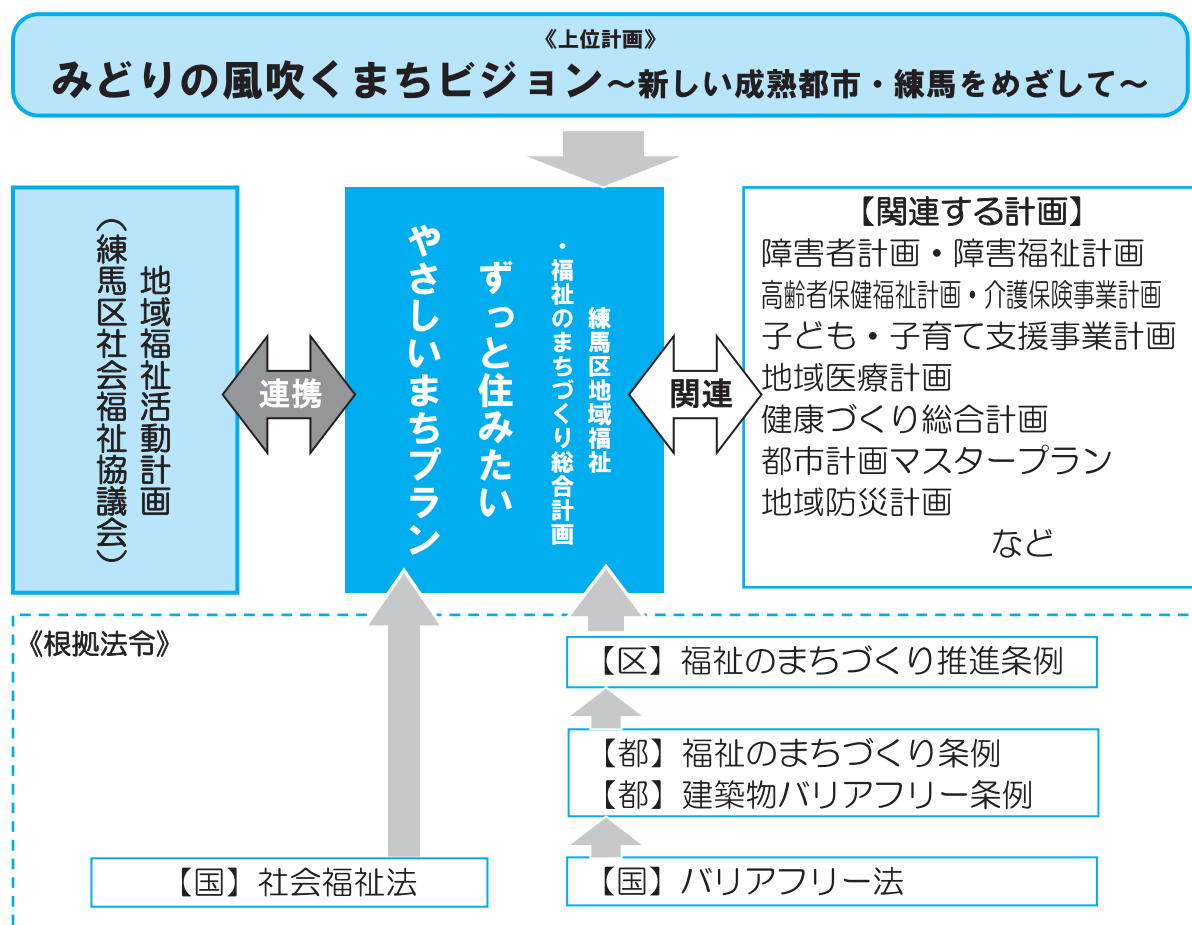 《上位計画》
みどりの風吹くまちビジョン～新しい成熟都市・練馬をめざして～
地域福祉活動計画
（練馬区社会福祉協議会）
連携
練馬区地域福祉
・福祉のまちづくり総合計画
ずっと住みたい
やさしいまちプラン
関連
【関連する計画】
障害者計画・障害福祉計画
高齢者保健福祉計画・介護保険事業計画
子ども・子育て支援事業計画
地域医療計画
健康づくり総合計画
都市計画マスタープラン
地域防災計画
など
《根拠法令》
【区】福祉のまちづくり推進条例
【都】福祉のまちづくり条例
【都】建築物バリアフリー条例
【国】社会福祉法
【国】バリアフリー法